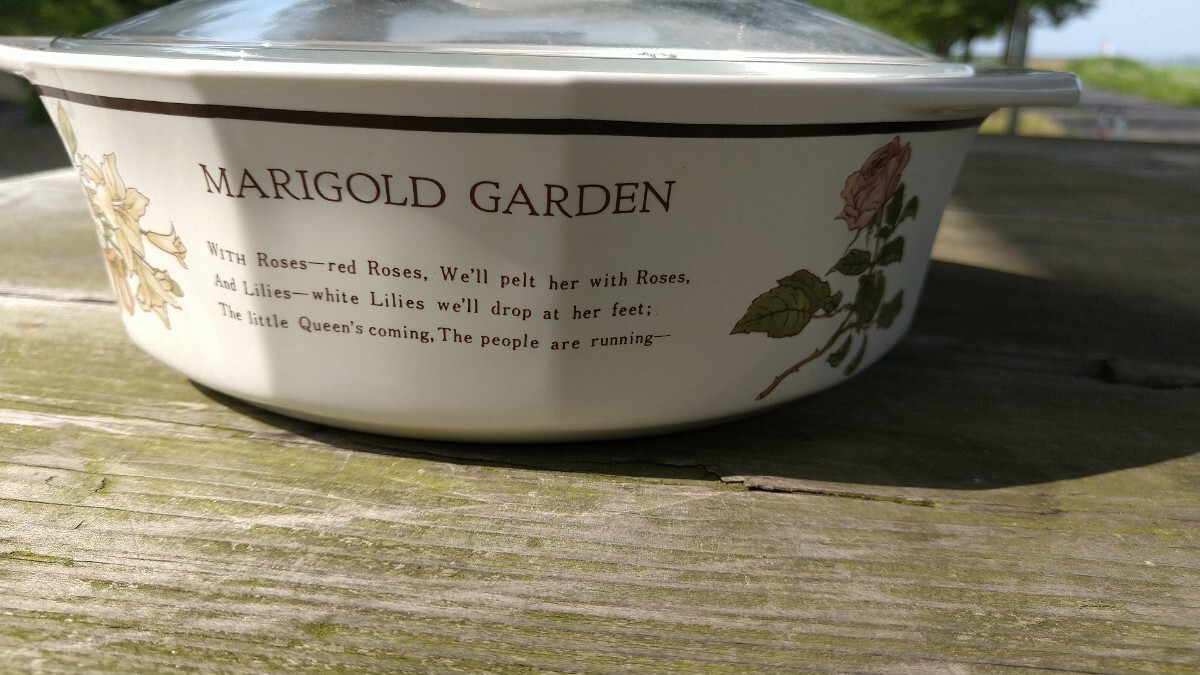 MARIGOLD GARDEN
WITH Roses—red Roses, We'll pelt her with Roses,
And Lilies—white Lilies we'll drop at her feet;
The little Queen's coming, The people are running—